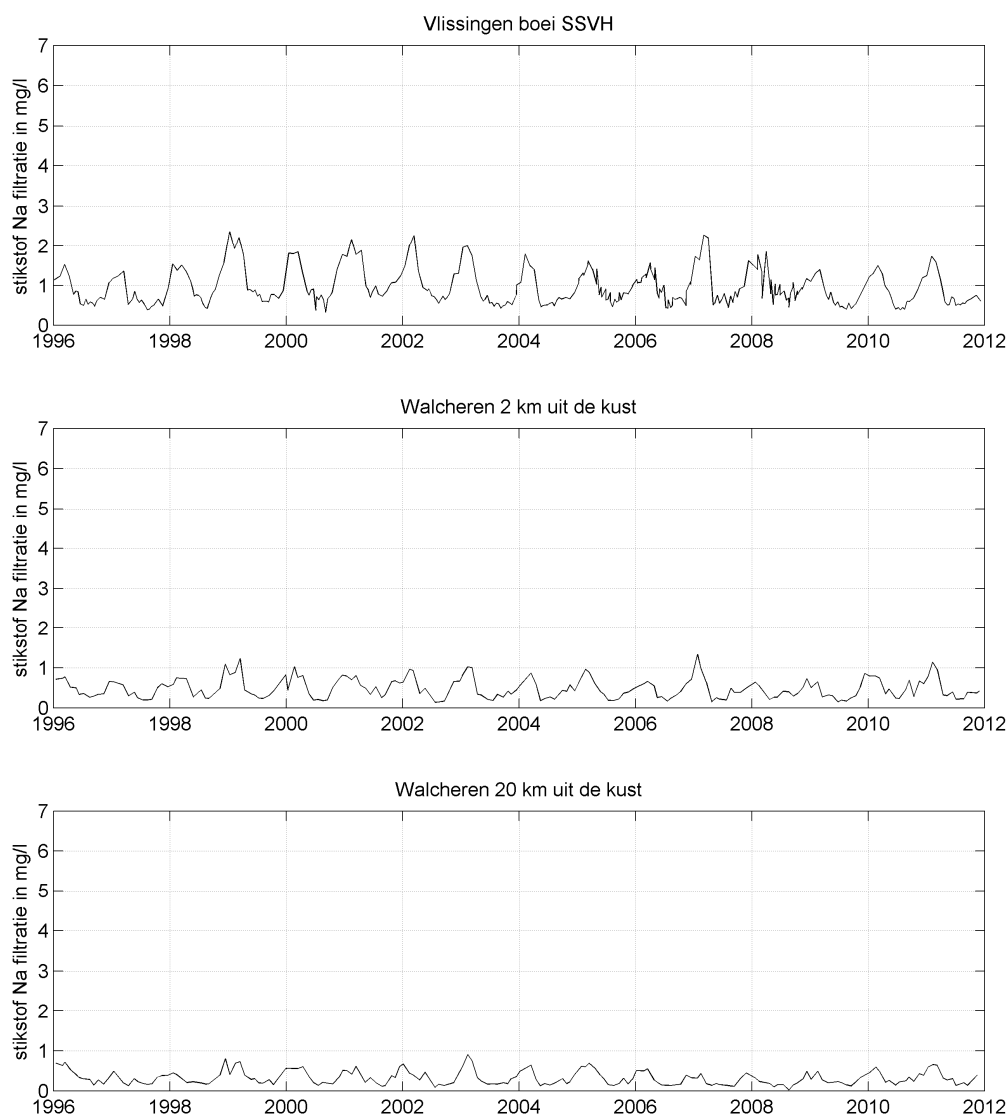 Vlissingen boei SSVH
stikstof Na filtratie in mg/l
7
6
5
4
3
2
1
0
1996 1998 2000 2002 2004 2006 2008 2010 2012
Walcheren 2 km uit de kust
stikstof Na filtratie in mg/l
7
6
5
4
3
2
1
0
1996 1998 2000 2002 2004 2006 2008 2010 2012
Walcheren 20 km uit de kust
stikstof Na filtratie in mg/l
7
6
5
4
3
2
1
0
1996 1998 2000 2002 2004 2006 2008 2010 2012